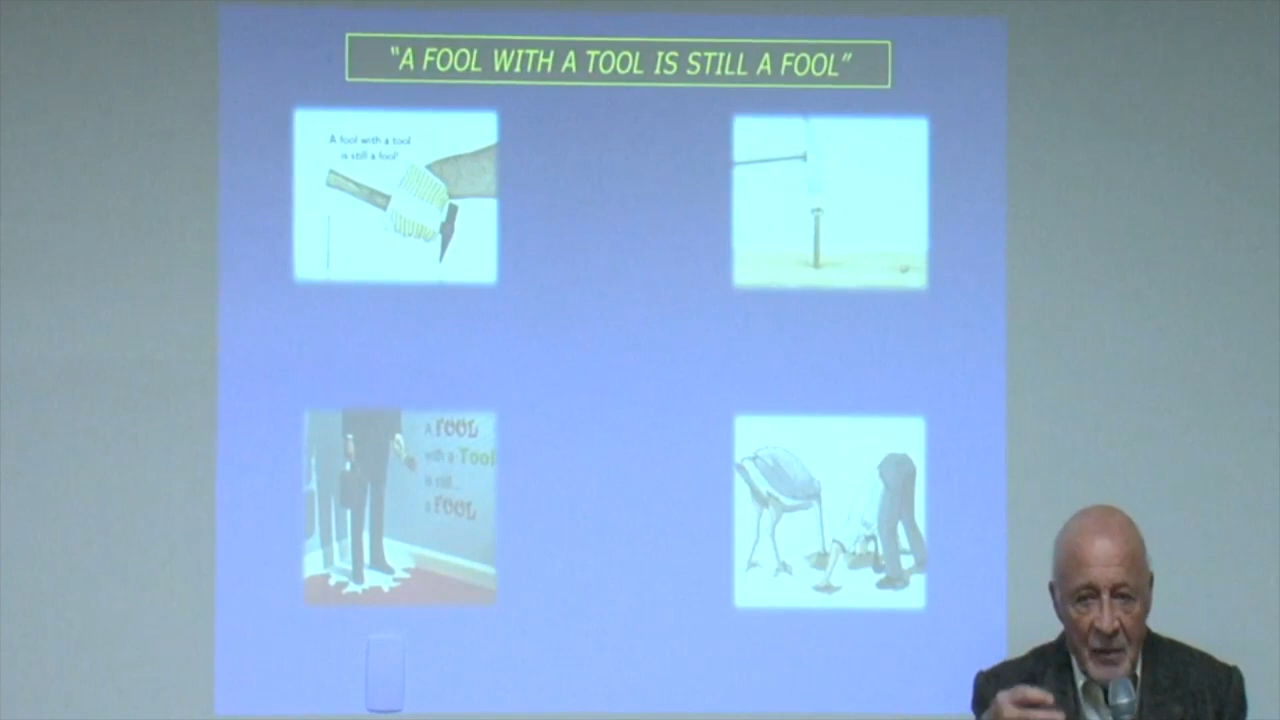 “A FOOL WITH A TOOL IS STILL A FOOL”
A fool with a tool
is still a fool!
A FOOL
with a Tool
is still...
a FOOL